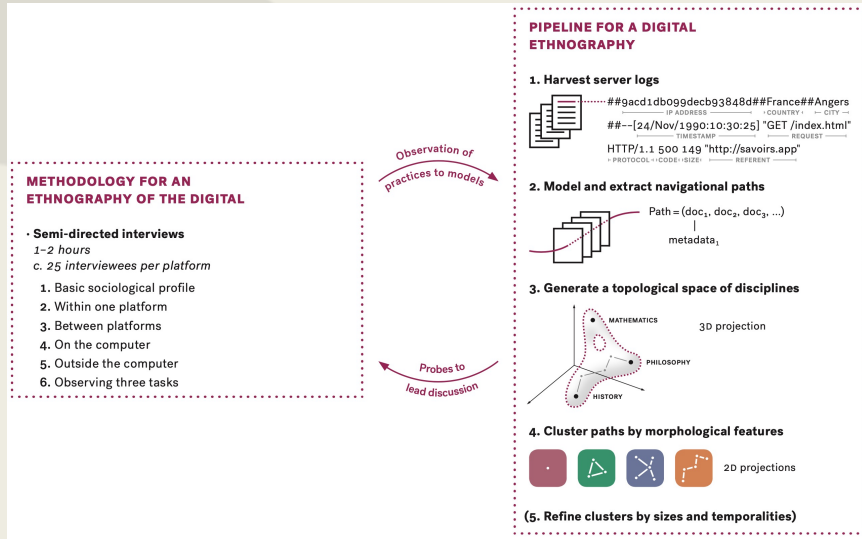 METHODOLOGY FOR AN
ETHNOGRAPHY OF THE DIGITAL
· Semi-directed interviews
1–2 hours
c. 25 interviewees per platform
1. Basic sociological profile
2. Within one platform
3. Between platforms
4. On the computer
5. Outside the computer
6. Observing three tasks
Observation of
practices to models
Probes to
lead discussion
PIPELINE FOR A DIGITAL
ETHNOGRAPHY
1. Harvest server logs
##9acd1db099decb93848d##France##Angers
IP ADDRESS COUNTRY CITY
##--[24/Nov/1990:10:30:25] "GET /index.html"
TIMESTAMP REQUEST
HTTP/1.1 500 149 "http://savoirs.app"
PROTOCOL CODE SIZE REFERENT
2. Model and extract navigational paths
Path = (doc₁, doc₂, doc₃, ...)
metadata₁
3. Generate a topological space of disciplines
MATHEMATICS
3D projection
PHILOSOPHY
HISTORY
4. Cluster paths by morphological features
2D projections
(5. Refine clusters by sizes and temporalities)